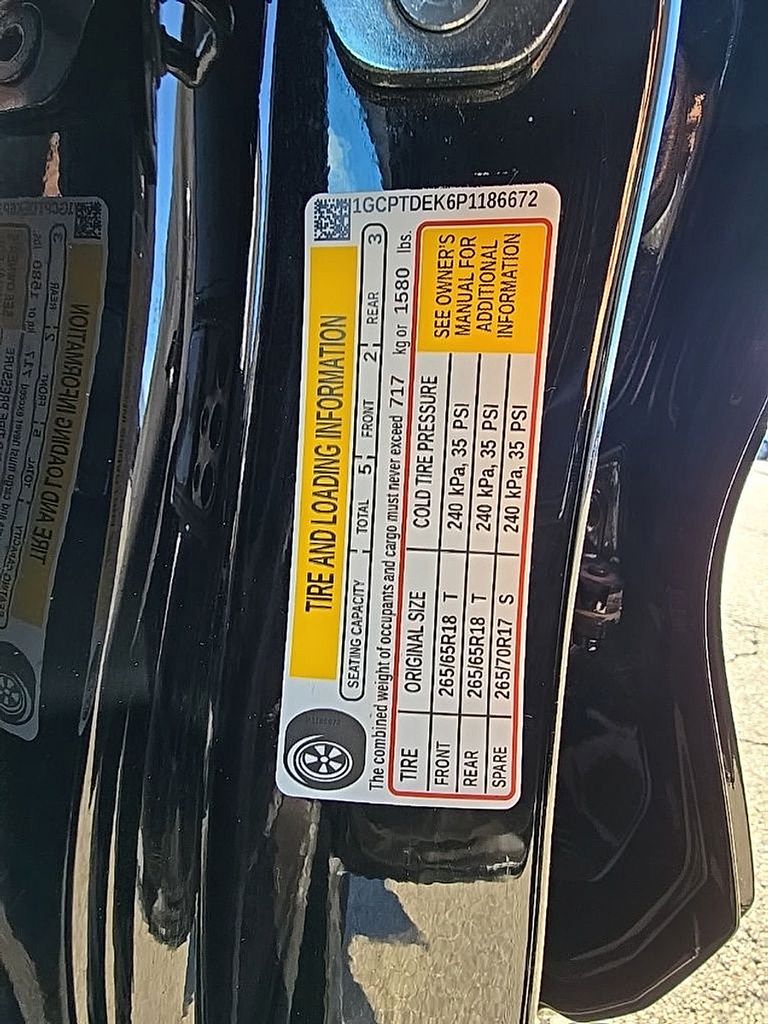 1GCPTDEK6P1186672
TIRE AND LOADING INFORMATION
SEATING CAPACITY TOTAL 5 FRONT 2 REAR 3
The combined weight of occupants and cargo must never exceed 717 kg or 1580 lbs.
TIRE ORIGINAL SIZE COLD TIRE PRESSURE
FRONT 265/65R18 T 240 kPa, 35 PSI
REAR 265/65R18 T 240 kPa, 35 PSI
SPARE 265/70R17 S 240 kPa, 35 PSI
SEE OWNER'S
MANUAL FOR
ADDITIONAL
INFORMATION
P1186672